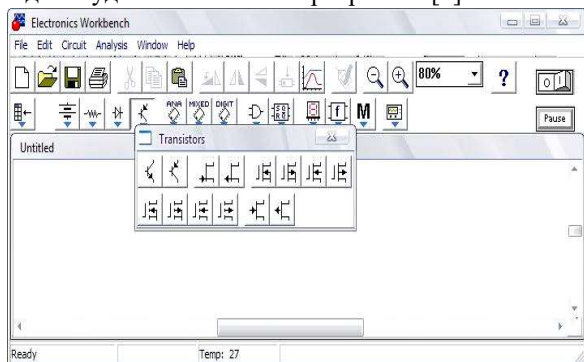 Electronics Workbench
File Edit Circuit Analysis Window Help
80%
?
ANA MIXED DIGIT
M
Pause
Transistors
Untitled
Ready Temp: 27